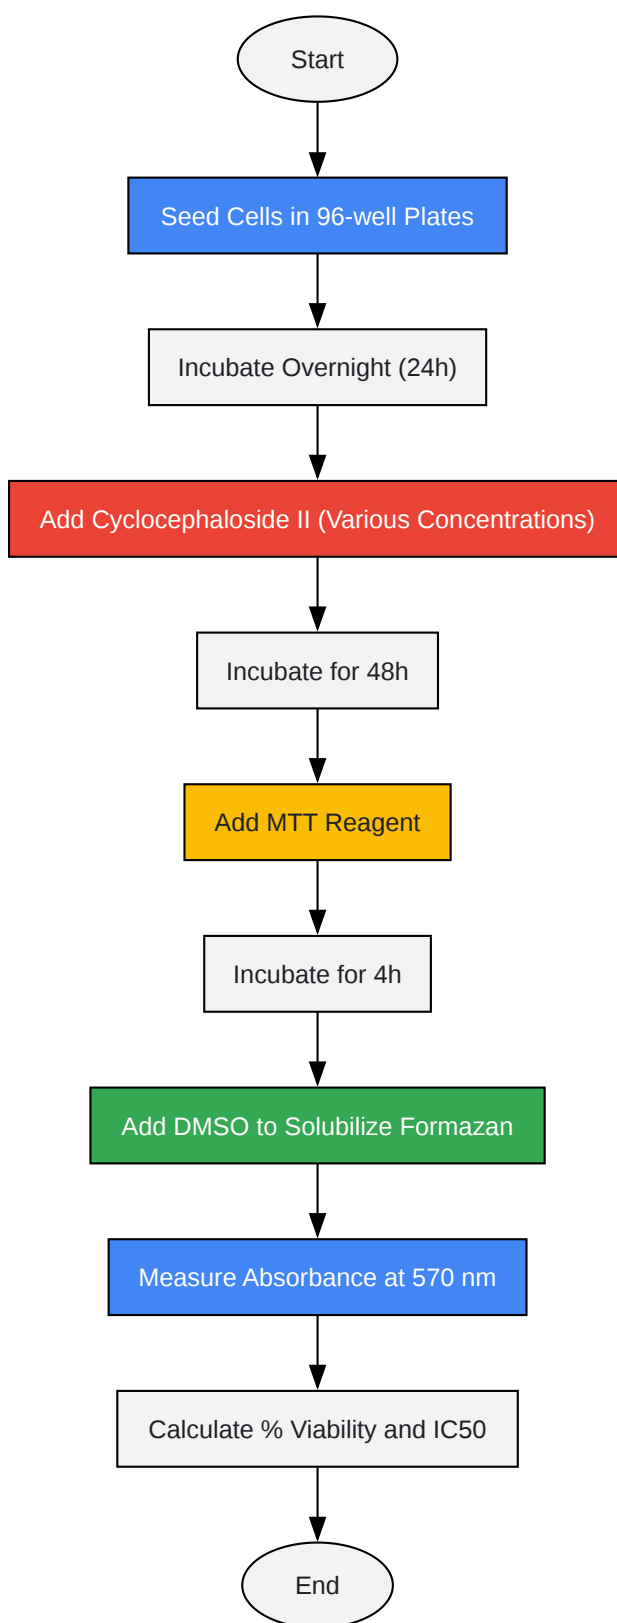 Start
Seed Cells in 96-well Plates
Incubate Overnight (24h)
Add Cyclocephaloside II (Various Concentrations)
Incubate for 48h
Add MTT Reagent
Incubate for 4h
Add DMSO to Solubilize Formazan
Measure Absorbance at 570 nm
Calculate % Viability and IC50
End